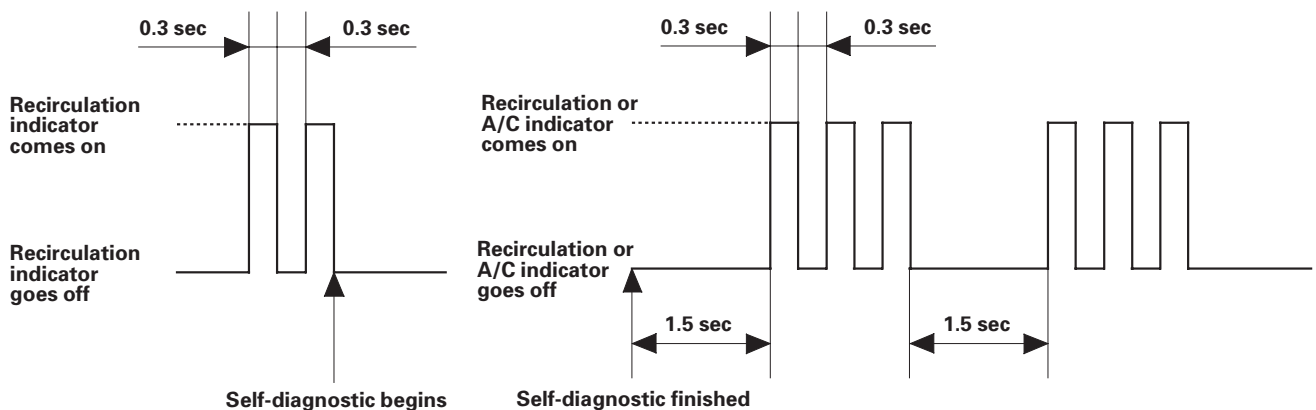 0.3 sec
0.3 sec
Recirculation
indicator
comes on
Recirculation
indicator
goes off
Self-diagnostic begins
0.3 sec
0.3 sec
Recirculation or
A/C indicator
comes on
Recirculation or
A/C indicator
goes off
1.5 sec
1.5 sec
Self-diagnostic finished